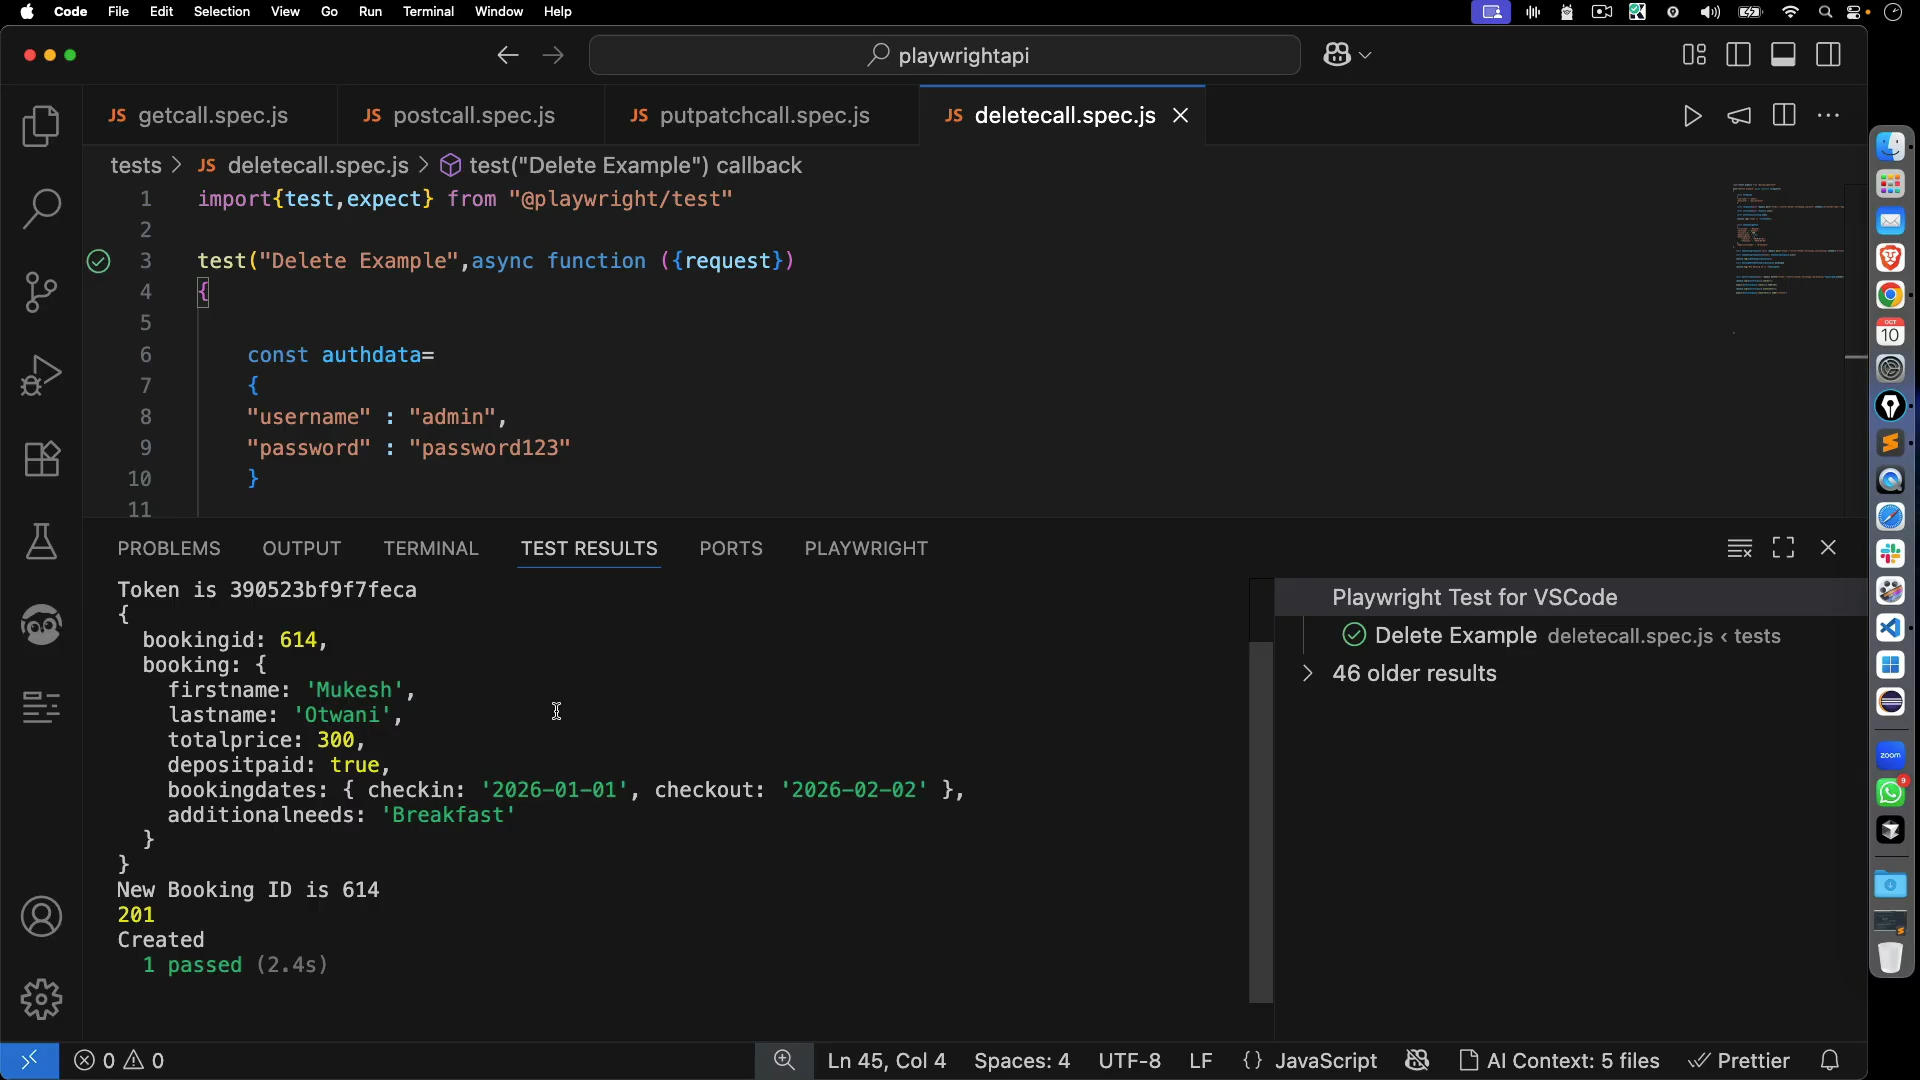 Code File Edit Selection View Go Run Terminal Window Help
playwrightapi
JS getcall.spec.js JS postcall.spec.js JS putpatchcall.spec.js JS deletecall.spec.js
tests > JS deletecall.spec.js > test("Delete Example") callback
1 import{test,expect} from "@playwright/test"
2
3 test("Delete Example",async function ({request})
4 {
5
6 const authdata=
7 {
8 "username" : "admin",
9 "password" : "password123"
10 }
11
PROBLEMS OUTPUT TERMINAL TEST RESULTS PORTS PLAYWRIGHT
Token is 390523bf9f7feca
{
bookingid: 614,
booking: {
firstname: 'Mukesh',
lastname: 'Otwani',
totalprice: 300,
depositpaid: true,
bookingdates: { checkin: '2026-01-01', checkout: '2026-02-02' },
additionalneeds: 'Breakfast'
}
}
New Booking ID is 614
201
Created
1 passed (2.4s)
Playwright Test for VSCode
Delete Example deletecall.spec.js < tests
46 older results
OCT
10
zoom
9
0 0 Ln 45, Col 4 Spaces: 4 UTF-8 LF {} JavaScript AI Context: 5 files Prettier